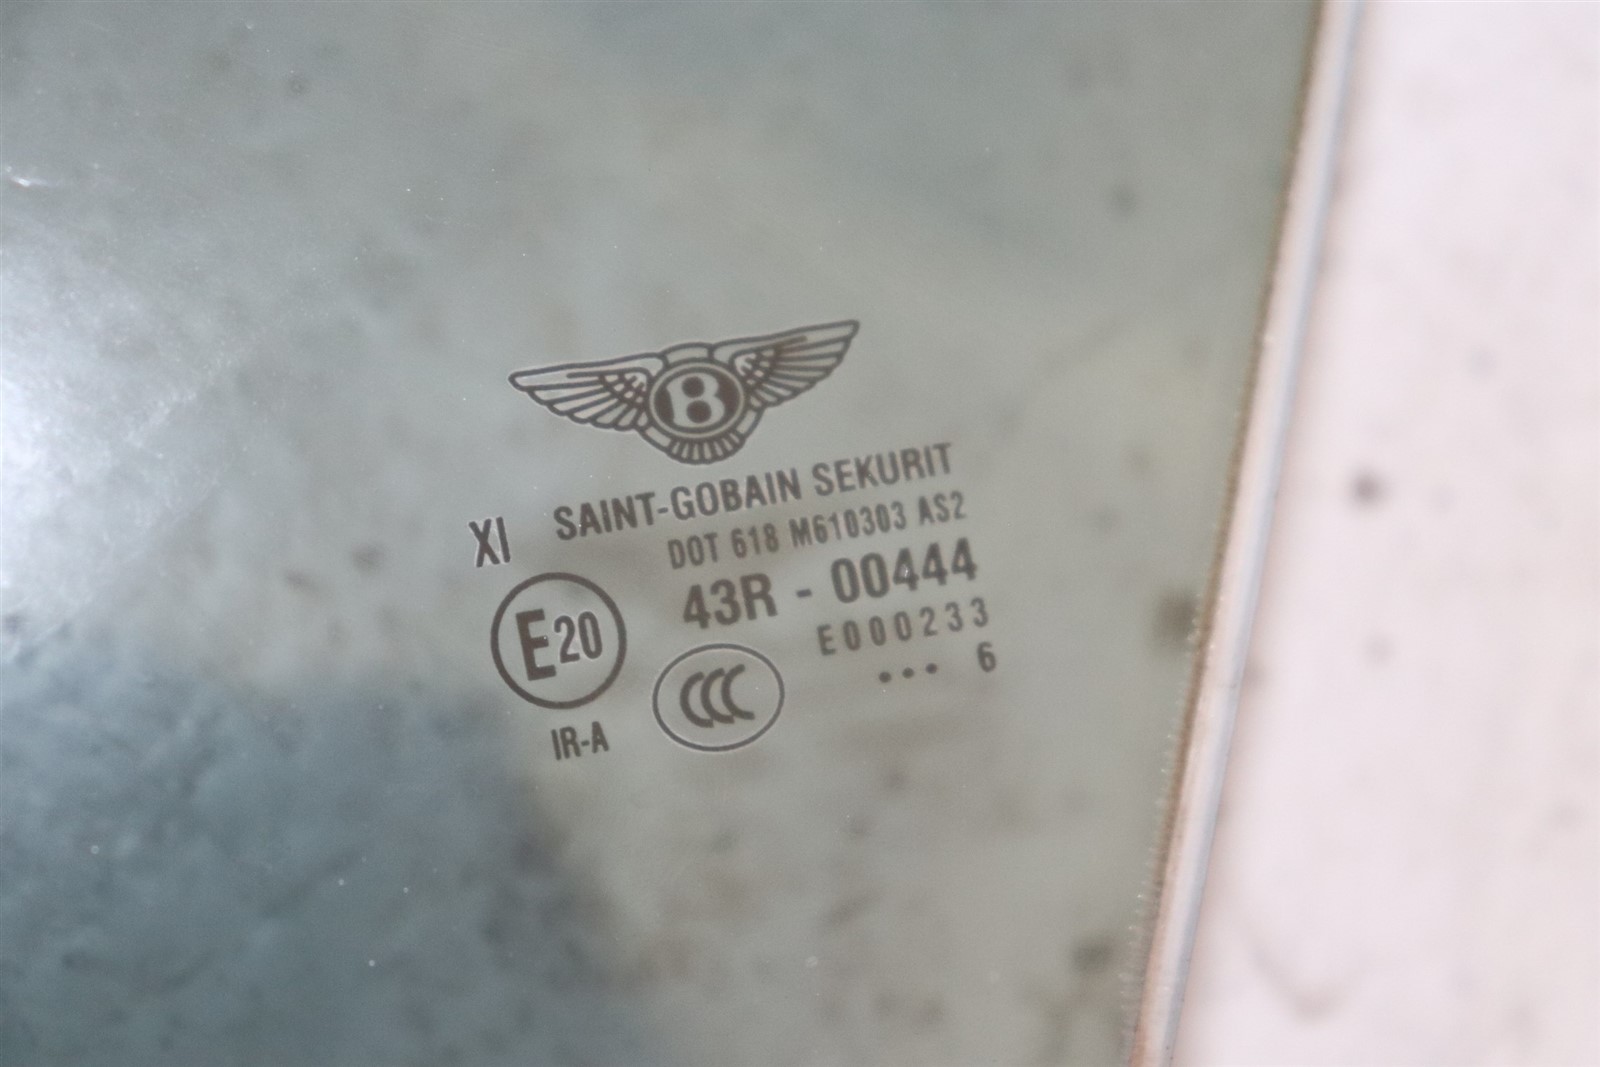 B
SAINT-GOBAIN SEKURIT
XI
DOT 618 M610303 AS2
43R - 00444
E20
E000233
CCC
... 6
IR-A